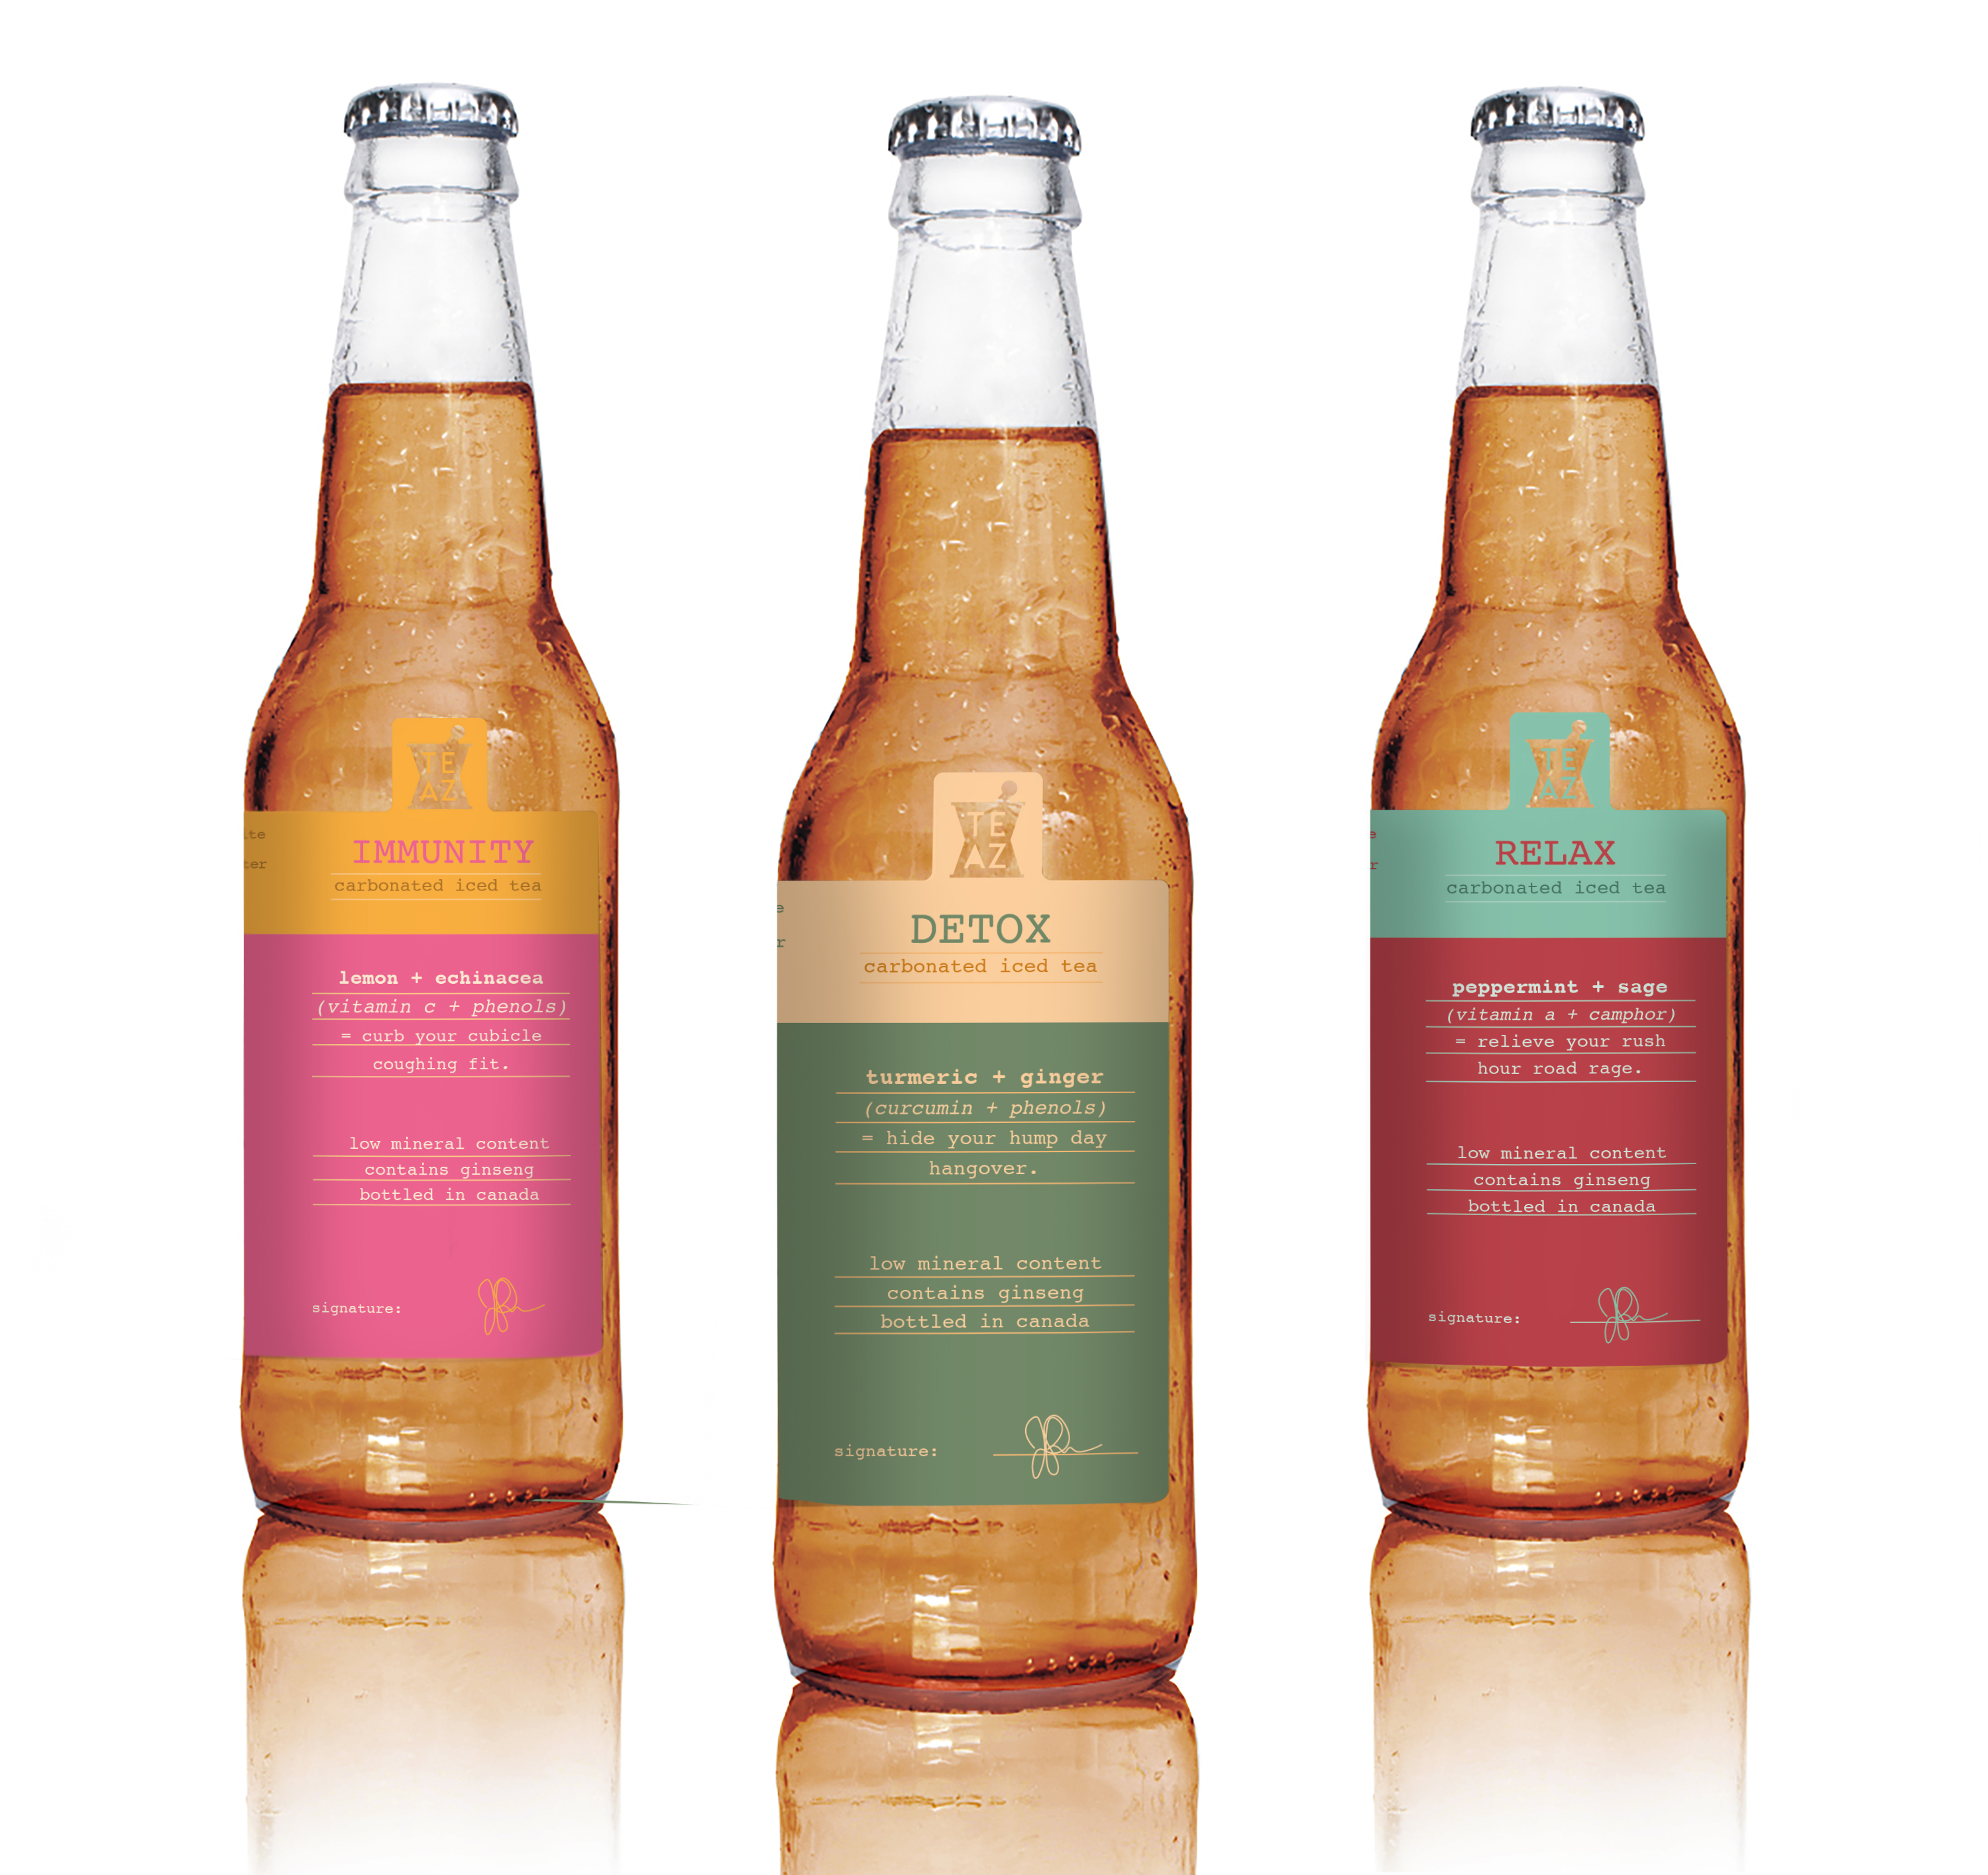 TE
AZ
IMMUNITY
carbonated iced tea
lemon + echinacea
(vitamin c + phenols)
= curb your cubicle
coughing fit.
low mineral content
contains ginseng
bottled in canada
signature:
TE
AZ
DETOX
carbonated iced tea
turmeric + ginger
(curcumin + phenols)
= hide your hump day
hangover.
low mineral content
contains ginseng
bottled in canada
signature:
TE
AZ
RELAX
carbonated iced tea
peppermint + sage
(vitamin a + camphor)
= relieve your rush
hour road rage.
low mineral content
contains ginseng
bottled in canada
signature: